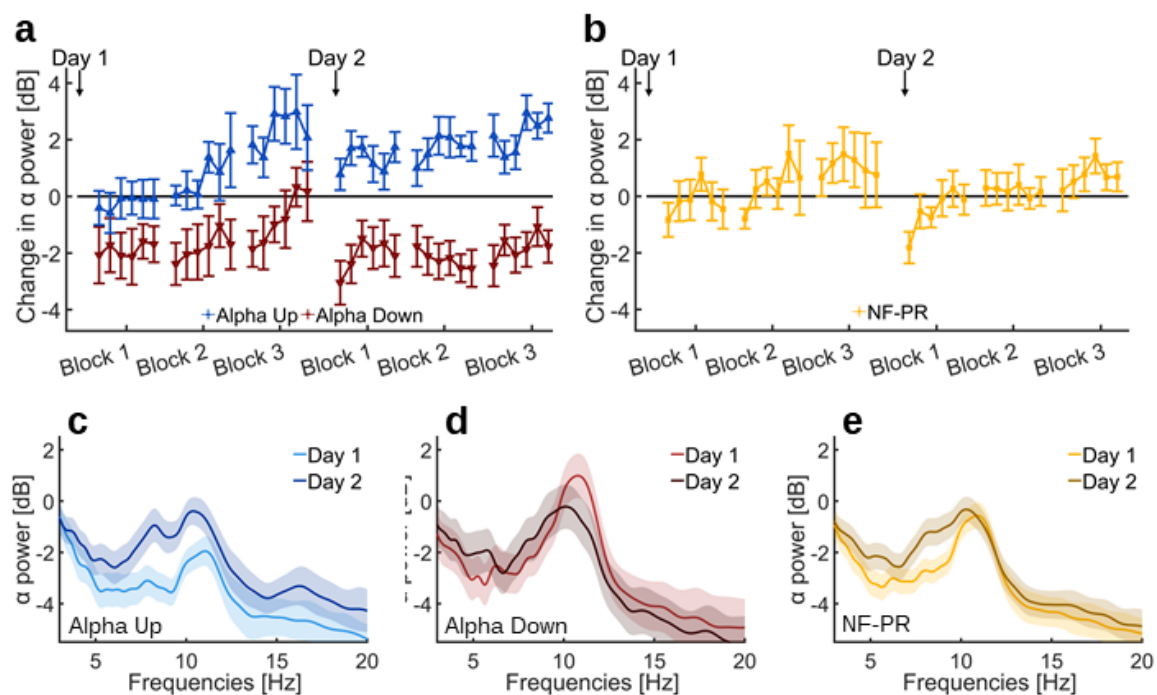 a
Day 1
Day 2
Change in α power [dB]
4
2
0
-2
-4
Alpha Up
Alpha Down
Block 1
Block 2
Block 3
Block 1
Block 2
Block 3
b
Day 1
Day 2
Change in α power [dB]
4
2
0
-2
-4
NF-PR
Block 1
Block 2
Block 3
Block 1
Block 2
Block 3
c
α power [dB]
2
0
-2
-4
Day 1
Day 2
Alpha Up
5
10
15
20
Frequencies [Hz]
d
2
0
-2
-4
Day 1
Day 2
Alpha Down
5
10
15
20
Frequencies [Hz]
e
α power [dB]
2
0
-2
-4
Day 1
Day 2
NF-PR
5
10
15
20
Frequencies [Hz]